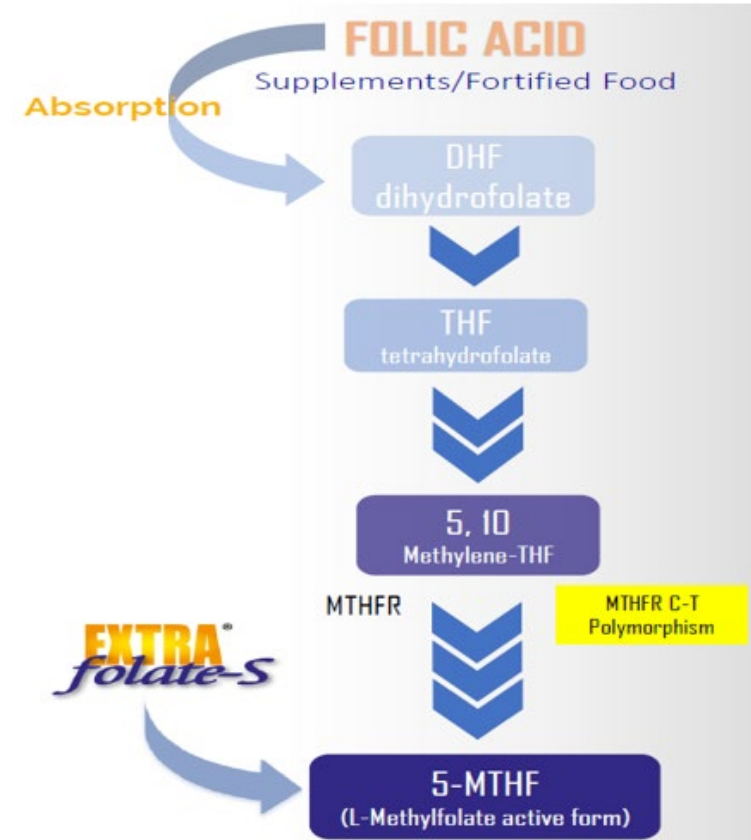 FOLIC ACID
Supplements/Fortified Food
Absorption
DHF
dihydrofolate
THF
tetrahydrofolate
5, 10
Methylene-THF
MTHFR
MTHFR C-T
Polymorphism
EXTRA®
folate-S
5-MTHF
(L-Methylfolate active form)